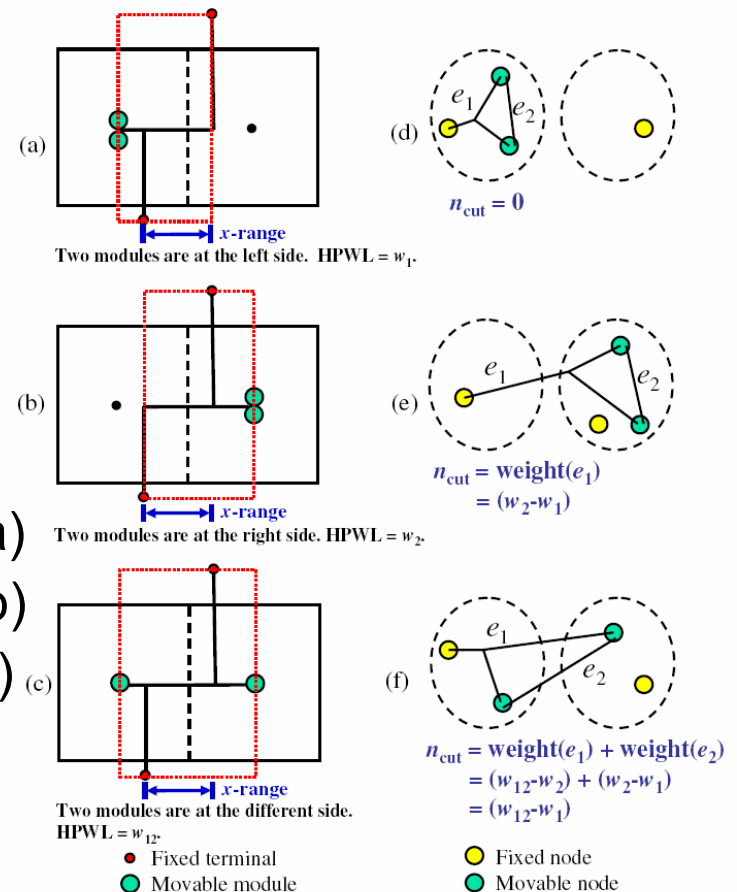 (a)
x-range
Two modules are at the left side. HPWL = w₁.
(d)
e₁
e₂
n_cut = 0
(b)
x-range
Two modules are at the right side. HPWL = w₂.
(e)
e₁
e₂
n_cut = weight(e₁)
= (w₂-w₁)
a)
)
)
(c)
x-range
Two modules are at the different side.
HPWL = w₁₂.
(f)
e₁
e₂
n_cut = weight(e₁) + weight(e₂)
= (w₁₂-w₂) + (w₂-w₁)
= (w₁₂-w₁)
Fixed terminal
Movable module
Fixed node
Movable node